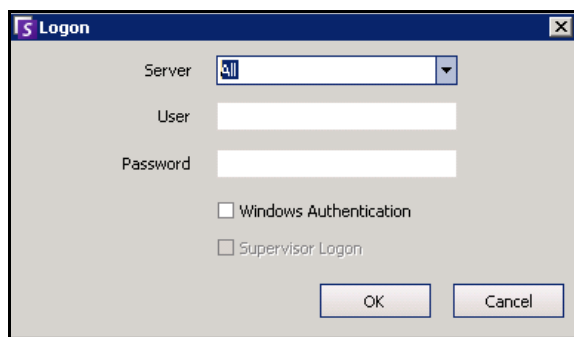 Logon
Server All
User
Password
Windows Authentication
Supervisor Logon
OK Cancel